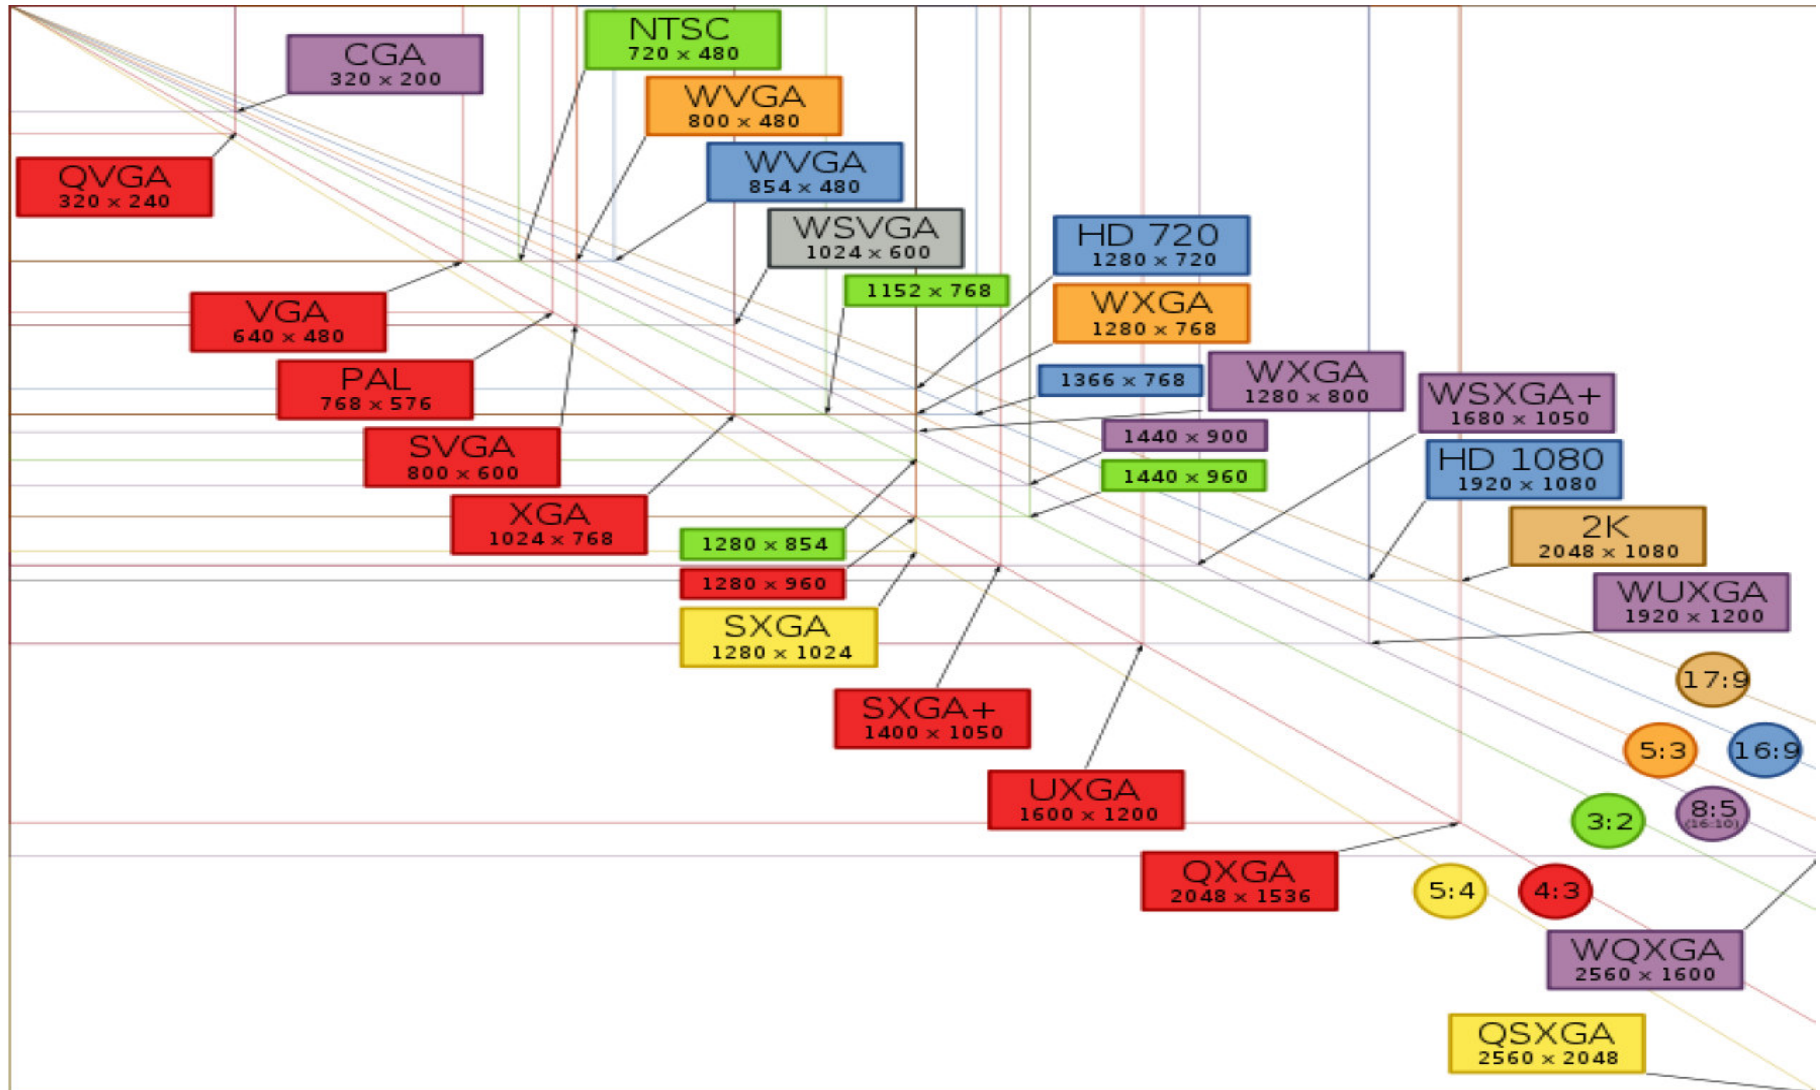 NTSC
720 × 480
CGA
320 × 200
WVGA
800 × 480
WVGA
854 × 480
QVGA
320 × 240
WSVGA
1024 × 600
HD 720
1280 × 720
1152 × 768
WXGA
1280 × 768
VGA
640 × 480
1366 × 768
WXGA
1280 × 800
PAL
768 × 576
WSXGA+
1680 × 1050
1440 × 900
SVGA
800 × 600
HD 1080
1920 × 1080
1440 × 960
XGA
1024 × 768
2K
2048 × 1080
1280 × 854
1280 × 960
WUXGA
1920 × 1200
SXGA
1280 × 1024
17:9
SXGA+
1400 × 1050
5:3
16:9
UXGA
1600 × 1200
3:2
8:5
(16:10)
QXGA
2048 × 1536
5:4
4:3
WQXGA
2560 × 1600
QSXGA
2560 × 2048